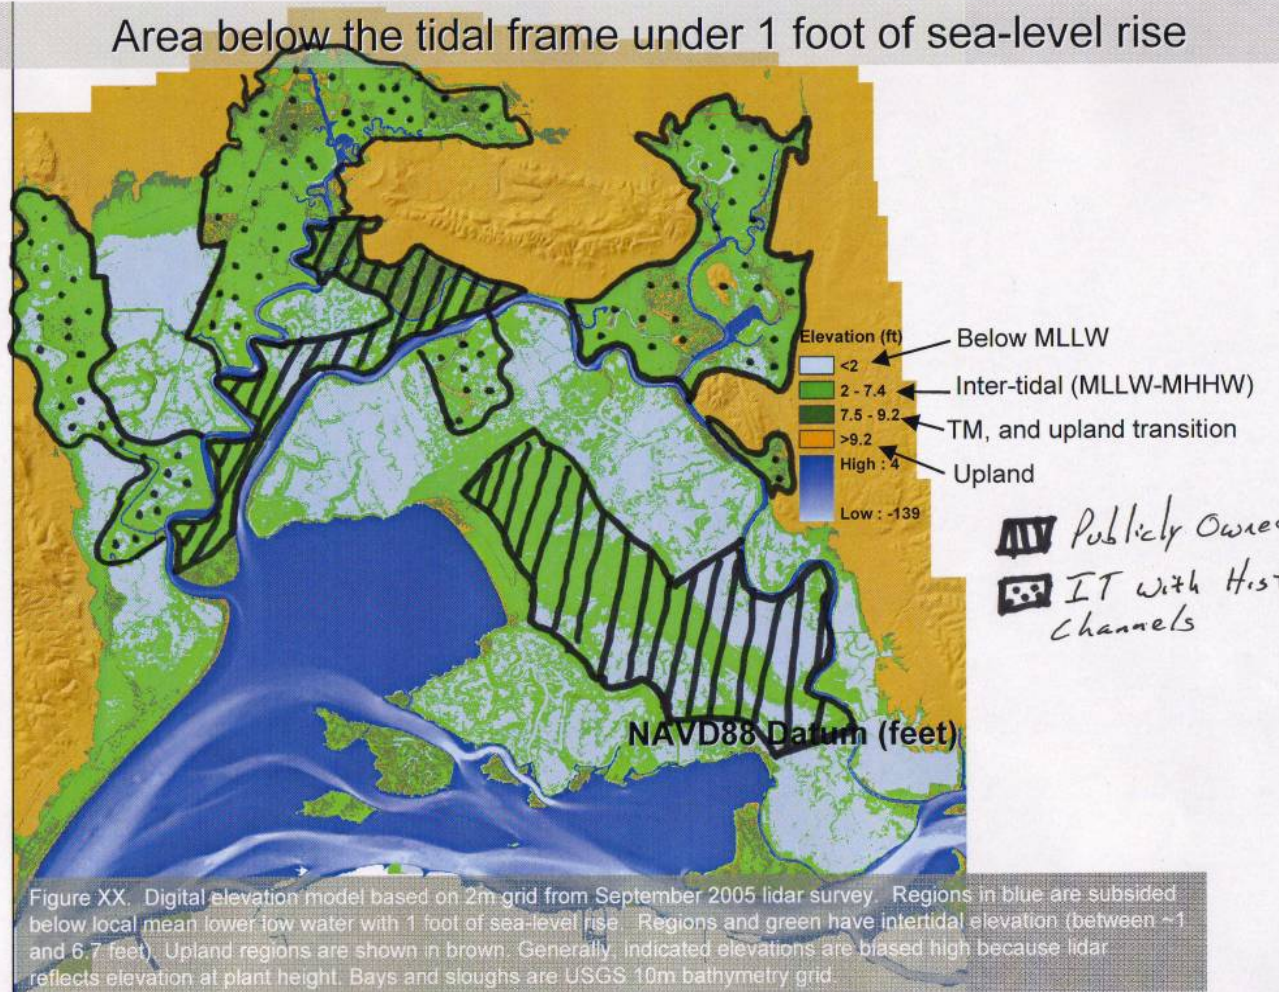 Area below the tidal frame under 1 foot of sea-level rise
Elevation (ft)
<2
2 - 7.4
7.5 - 9.2
>9.2
High : 4
Low : -139
Below MLLW
Inter-tidal (MLLW-MHHW)
TM, and upland transition
Upland
Publicly Owne
IT with Hist
Channels
NAVD88 Datum (feet)
Figure XX. Digital elevation model based on 2m grid from September 2005 lidar survey. Regions in blue are subsided
below local mean lower low water with 1 foot of sea-level rise. Regions and green have intertidal elevation (between ~1
and 6.7 feet). Upland regions are shown in brown. Generally, indicated elevations are biased high because lidar
reflects elevation at plant height. Bays and sloughs are USGS 10m bathymetry grid.